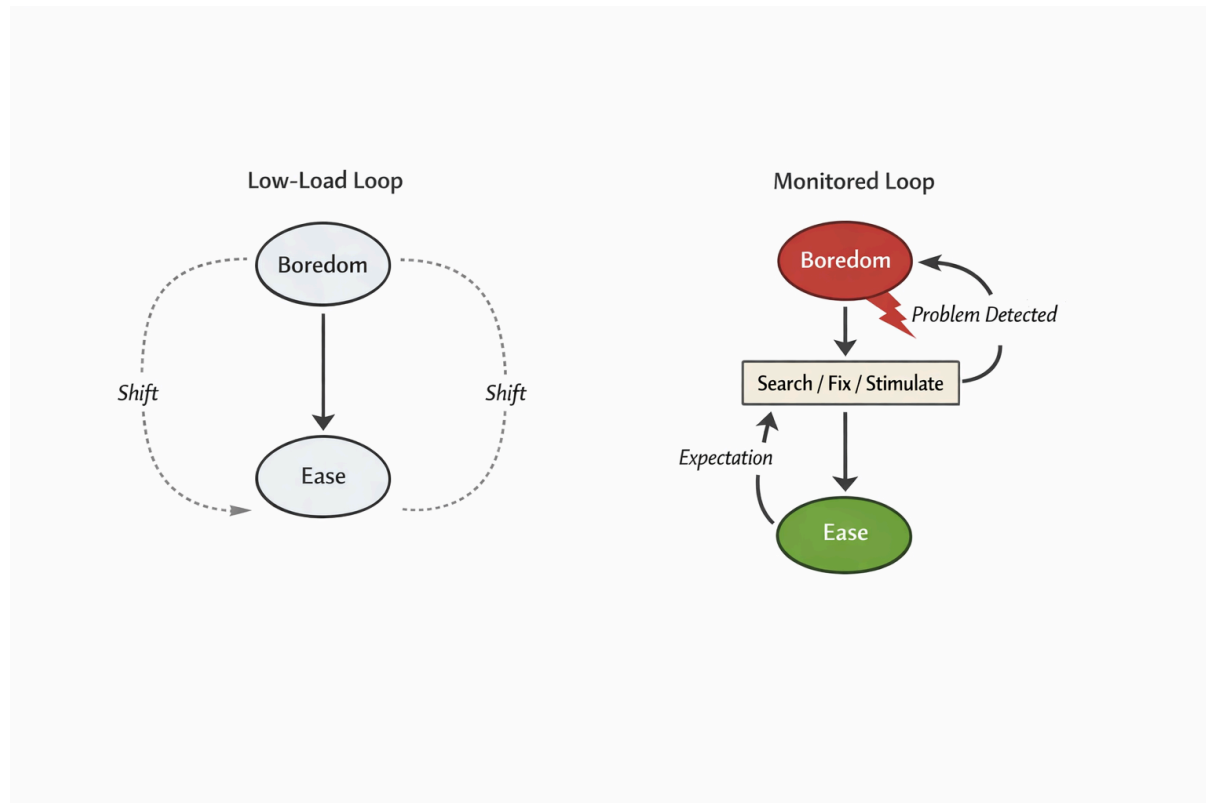 Low-Load Loop
Boredom
Shift
Shift
Ease
Monitored Loop
Boredom
Problem Detected
Search / Fix / Stimulate
Expectation
Ease